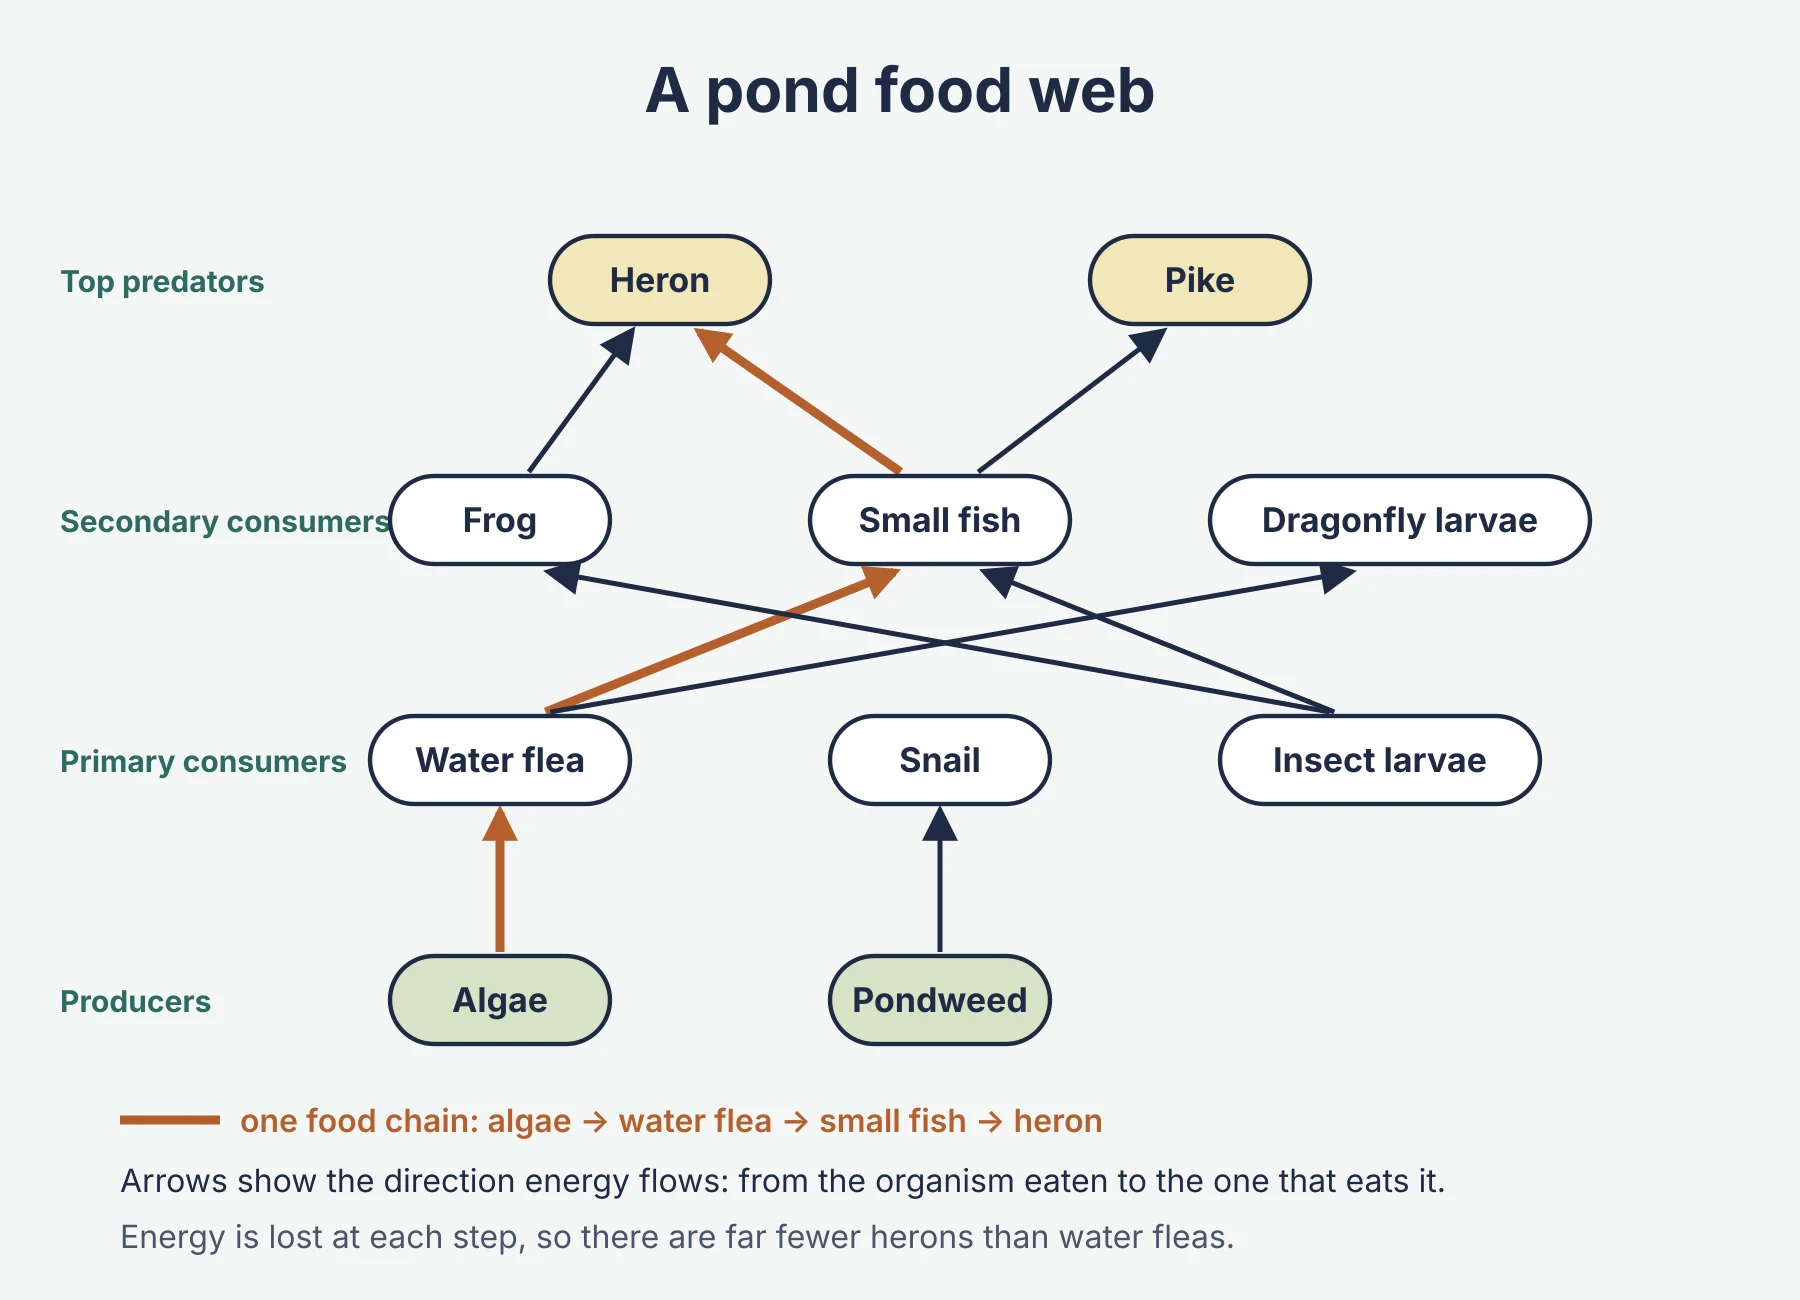 A pond food web
Top predators
Heron
Pike
Secondary consumers
Frog
Small fish
Dragonfly larvae
Primary consumers
Water flea
Snail
Insect larvae
Producers
Algae
Pondweed
one food chain: algae → water flea → small fish → heron
Arrows show the direction energy flows: from the organism eaten to the one that eats it.
Energy is lost at each step, so there are far fewer herons than water fleas.